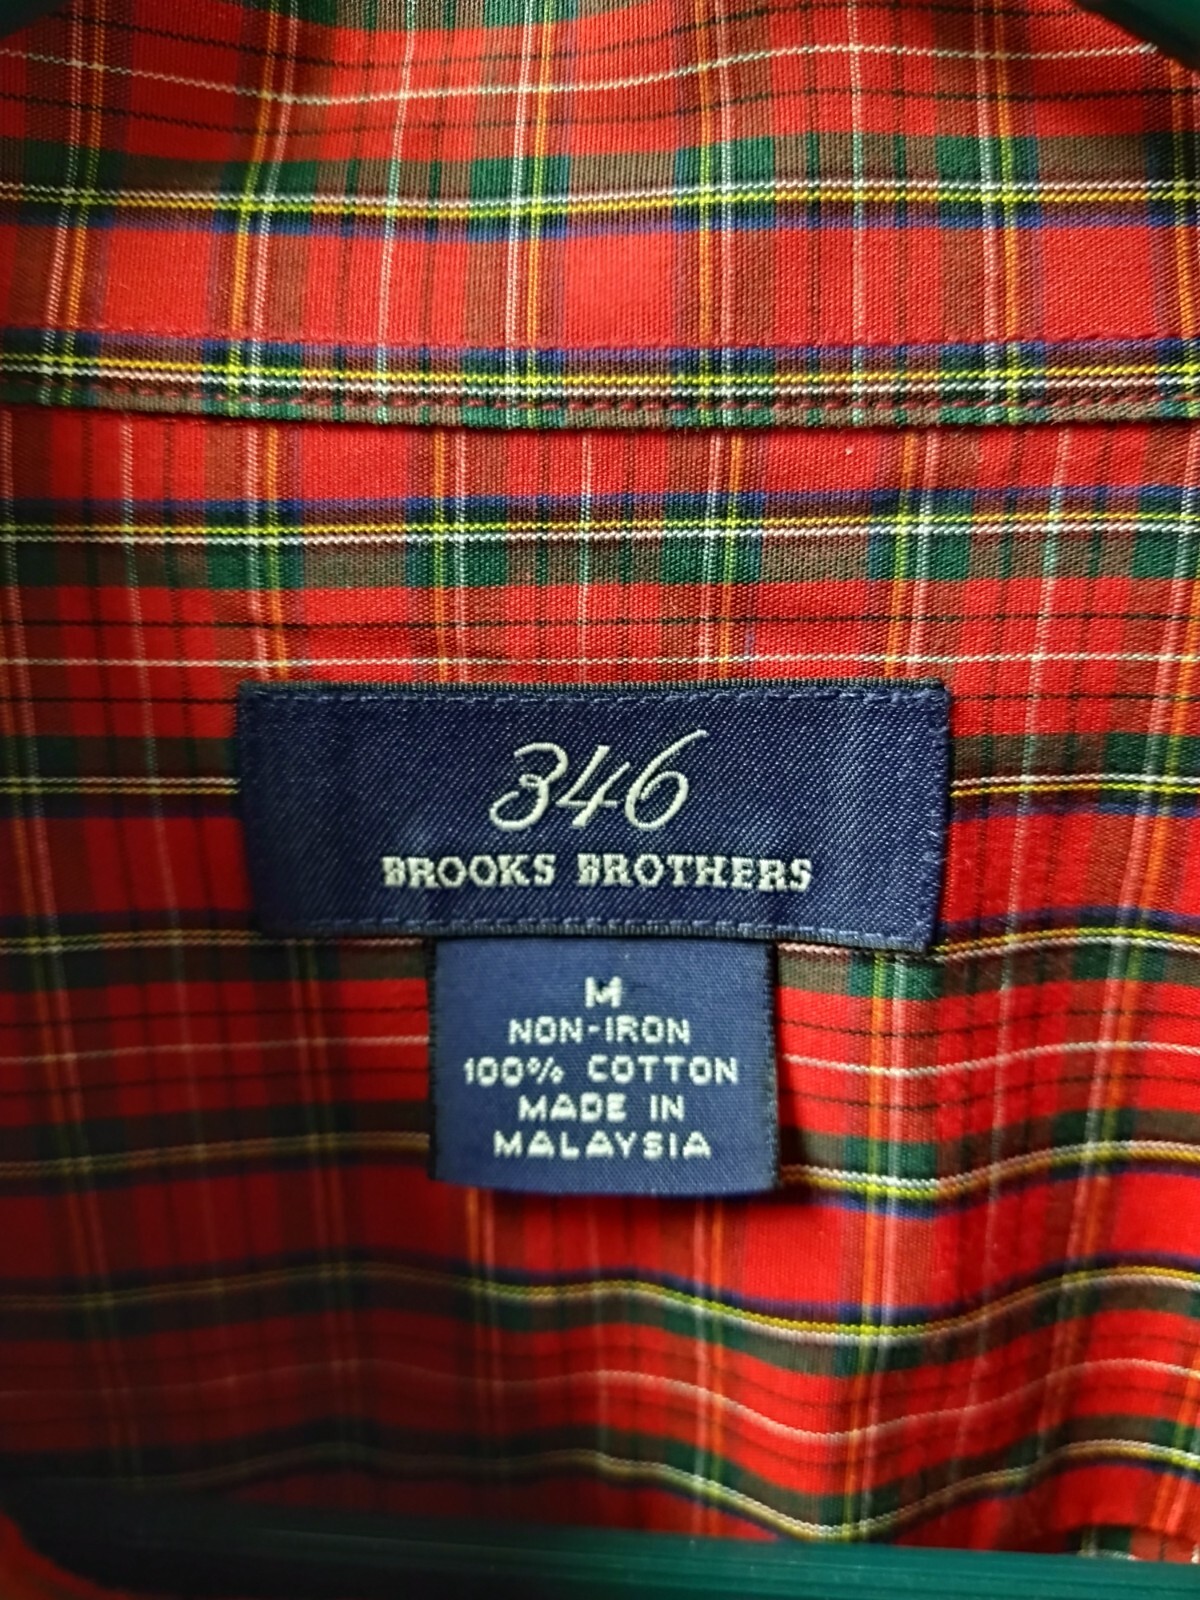 346
BROOKS BROTHERS
M
NON-IRON
100% COTTON
MADE IN
MALAYSIA